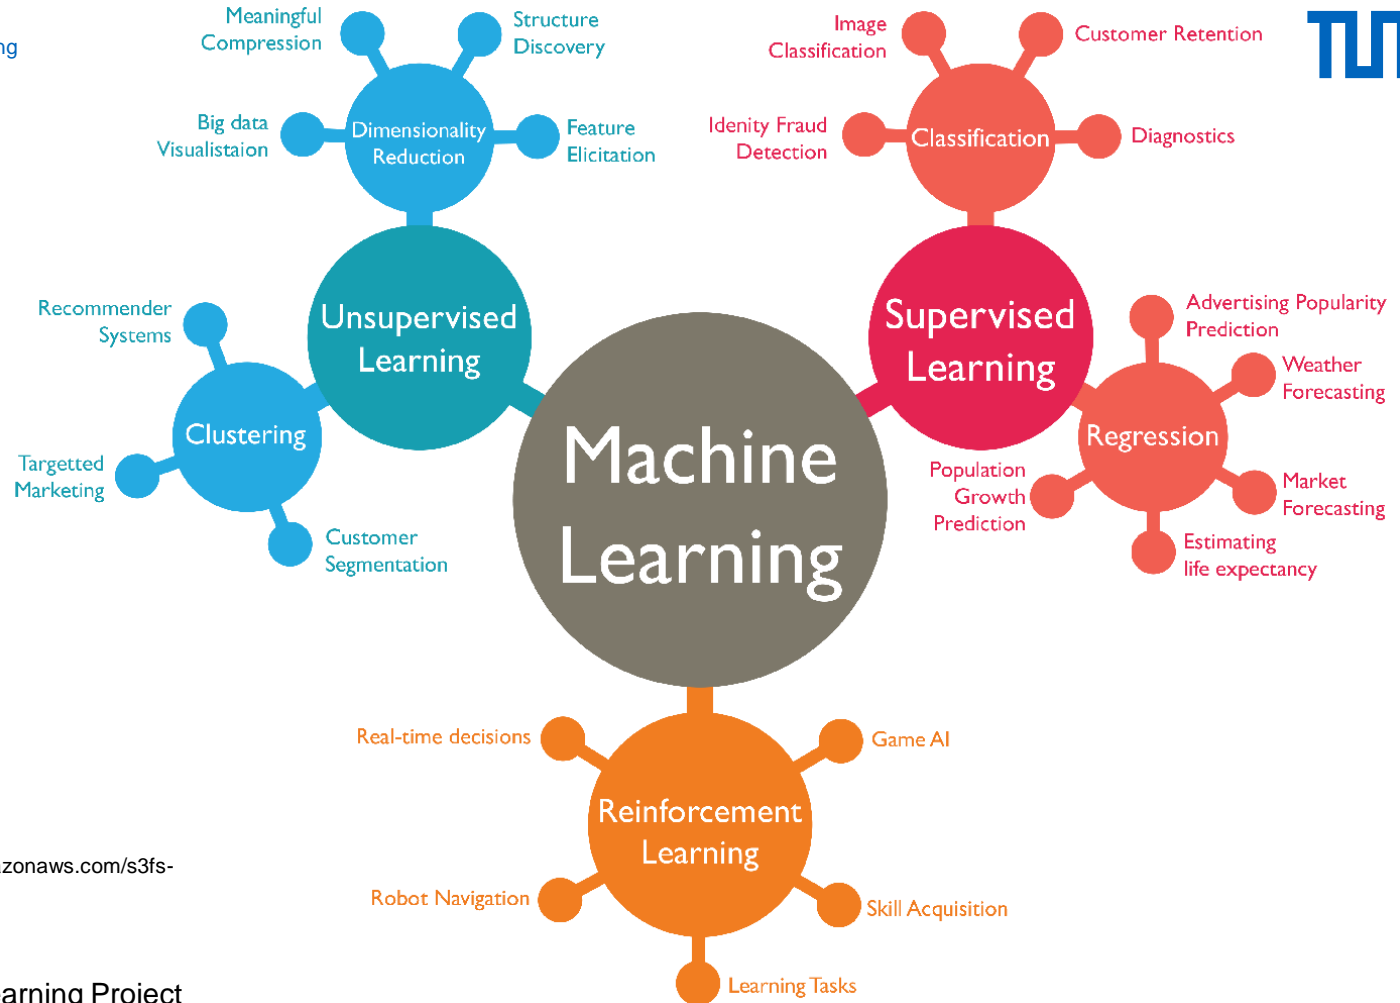 ng
Meaningful
Compression
Structure
Discovery
Big data
Visualistaion
Dimensionality
Reduction
Feature
Elicitation
Image
Classification
Customer Retention
Idenity Fraud
Detection
Classification
Diagnostics
Recommender
Systems
Unsupervised
Learning
Clustering
Targetted
Marketing
Customer
Segmentation
Supervised
Learning
Advertising Popularity
Prediction
Weather
Forecasting
Regression
Population
Growth
Prediction
Market
Forecasting
Estimating
life expectancy
Machine
Learning
Real-time decisions
Game AI
Reinforcement
Learning
Robot Navigation
Skill Acquisition
Learning Tasks
azonaws.com/s3fs-
earning Project